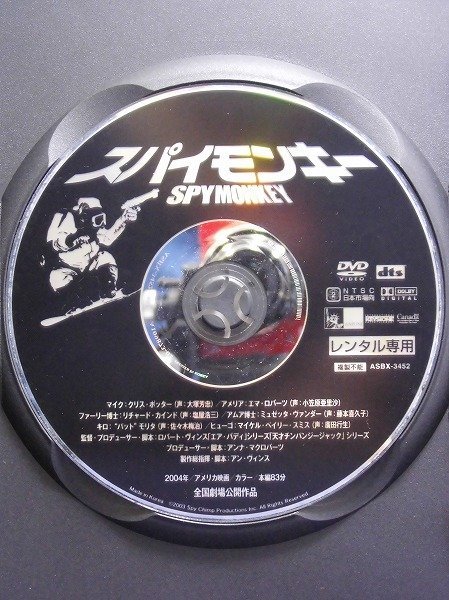 スパイモンキー
SPYMONKEY
DVD
VIDEO
dts
NTSC
日本市場向
2
DOLBY
DIGITAL
Canada
レンタル専用
複製不能
ASBX-3452
マイク：クリス・ポッター（声：大塚芳忠）／アメリア：エマ・ロバーツ（声：小笠原亜里沙）
ファーリー博士：リチャード・カインド（声：亀屋浩三）／アムア博士：ミュゼッタ・ヴァンダー（声：藤本喜久子）
キロ：“パット”モリタ（声：佐々木梅治）／ヒューゴ：マイケル・ベイリー・スミス（声：廣田行生）
監督・プロデューサー・脚本：ロバート・ヴィンス「エア・バディ」シリーズ「天才チンパンジー・ジャック」シリーズ
プロデューサー・脚本：アンナ・マクロバーツ
製作総指揮・脚本：アン・ヴィンス
2004年／アメリカ映画／カラー／本編83分
全国劇場公開作品
Made in Korea
©2003 Spy Chimp Productions Inc. All Rights Reserved